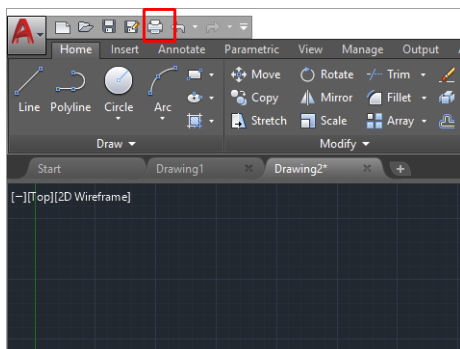 A
Home Insert Annotate Parametric View Manage Output
Move Rotate Trim
Copy Mirror Fillet
Line Polyline Circle Arc
Stretch Scale Array
Draw Modify
Start Drawing1 Drawing2*
[−][Top][2D Wireframe]